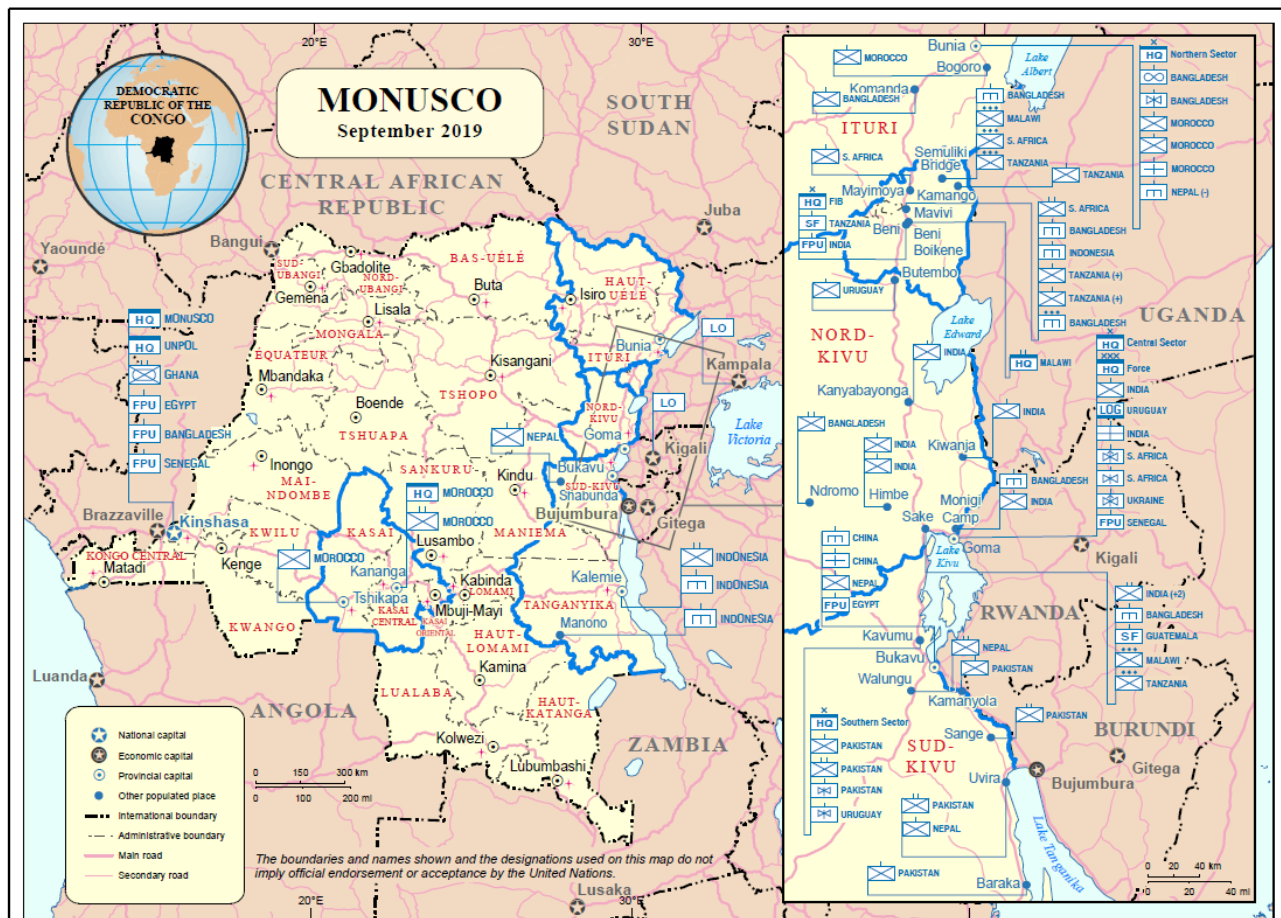 20°E
30°E
DEMOCRATIC
REPUBLIC OF THE
CONGO
MONUSCO
September 2019
SOUTH
SUDAN
CENTRAL AFRICAN
REPUBLIC
Yaoundé
Bangui
Juba
SUD-
UBANGI
Gbadolite
NORD-
UBANGI
Gemena
BAS-UÉLÉ
Buta
Isiro
HAUT-
UÉLÉ
Lisala
MONGALA
HQ MONUSCO
HQ UNPOL
GHANA
FPU EGYPT
FPU BANGLADESH
FPU SENEGAL
ÉQUATEUR
Mbandaka
Kisangani
Bunia
ITURI
LO
UGANDA
Kampala
Boende
TSHOPO
TSHUAPA
NORD-
KIVU
LO
Lake
Victoria
NEPAL
Goma
Kigali
Inongo
MAI-
NDOMBE
SANKURU
Kindu
Bukavu
SUD-KIVU
Shabunda
Bujumbura
Gitega
HQ MOROCCO
MOROCCO
Brazzaville
Kinshasa
KWILU
KASAI
MANIEMA
Lusambo
KONGO CENTRAL
Matadi
Kenge
MOROCCO
Kananga
Tshikapa
Kabinda
LOMAMI
Kalemie
INDONESIA
INDONESIA
INDONESIA
KASAI
CENTRAL
Mbuji-Mayi
KASAI
ORIENTAL
TANGANYIKA
KWANGO
HAUT-
LOMAMI
Manono
Kamina
Luanda
ANGOLA
LUALABA
HAUT-
KATANGA
Kolwezi
ZAMBIA
Lubumbashi
Lusaka
National capital
Economic capital
Provincial capital
Other populated place
International boundary
Administrative boundary
Main road
Secondary road
0 100 200 300 km
0 100 200 mi
The boundaries and names shown and the designations used on this map do not
imply official endorsement or acceptance by the United Nations.
20°E
30°E
Bunia
MOROCCO
Bogoro
Lake
Albert
HQ Northern Sector
BANGLADESH
BANGLADESH
MOROCCO
MOROCCO
MOROCCO
NEPAL (-)
Komanda
BANGLADESH
ITURI
BANGLADESH
MALAWI
S. AFRICA
TANZANIA
S. AFRICA
Semuliki
Bridge
TANZANIA
Mayimoya
Kamango
HQ FIB
SF TANZANIA
FPU INDIA
Mavivi
Beni
Beni
Boikene
S. AFRICA
BANGLADESH
INDONESIA
TANZANIA (+)
TANZANIA (+)
BANGLADESH
Butembo
URUGUAY
Lake
Edward
NORD-
KIVU
INDIA
HQ MALAWI
HQ Central Sector
HQ Force
INDIA
LOG URUGUAY
INDIA
S. AFRICA
S. AFRICA
UKRAINE
FPU SENEGAL
Kanyabayonga
BANGLADESH
INDIA
INDIA
INDIA
Kiwanja
BANGLADESH
INDIA
Ndromo
Himbe
Monigi
Camp
Sake
Goma
Kigali
CHINA
CHINA
NEPAL
FPU EGYPT
Lake
Kivu
RWANDA
INDIA (+2)
BANGLADESH
SF GUATEMALA
MALAWI
TANZANIA
Kavumu
NEPAL
PAKISTAN
Bukavu
Walungu
Kamanyola
PAKISTAN
HQ Southern Sector
PAKISTAN
PAKISTAN
PAKISTAN
URUGUAY
Sange
BURUNDI
SUD-
KIVU
Uvira
Bujumbura
Gitega
PAKISTAN
NEPAL
Lake Tanganika
PAKISTAN
Baraka
0 20 40 km
0 20 40 mi